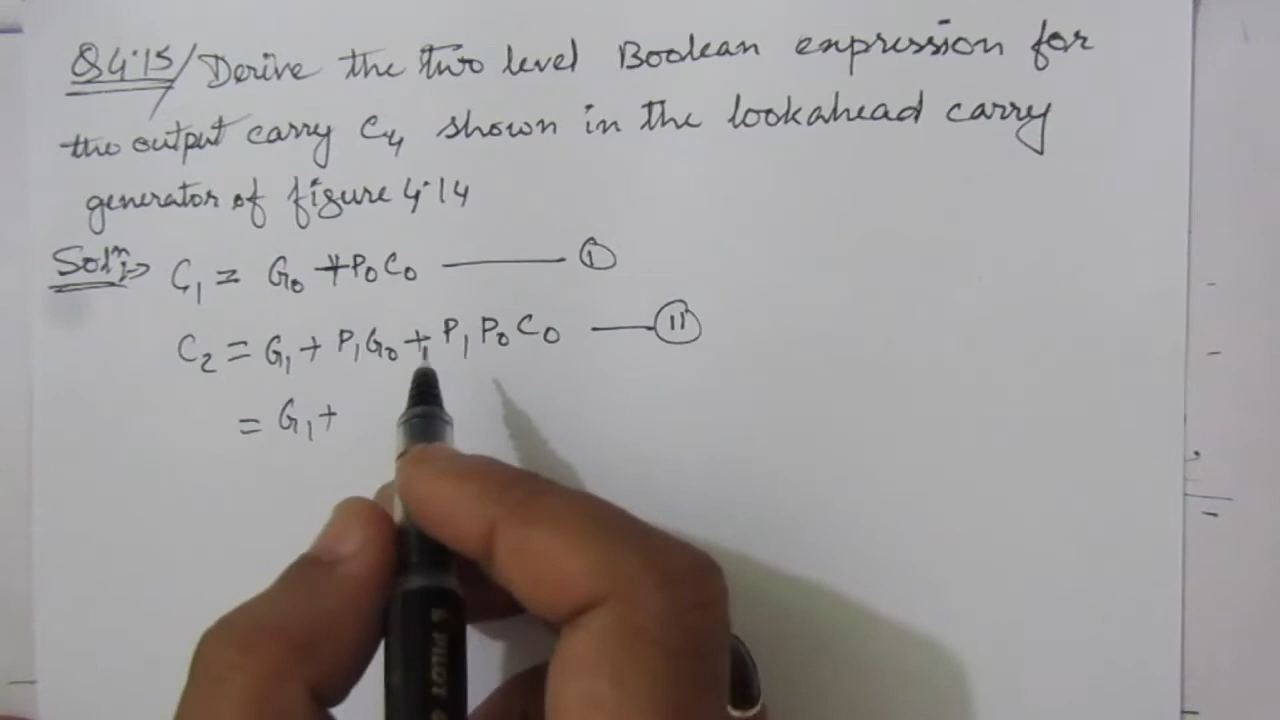 Q4.15/ Derive the two level Boolean expression for
the output carry C4 shown in the lookahead carry
generator of figure 4.14
Solⁿ:-> C1 = G0 + P0C0 ——— I
C2 = G1 + P1G0 + P1P0C0 —— II
= G1 +
PILOT